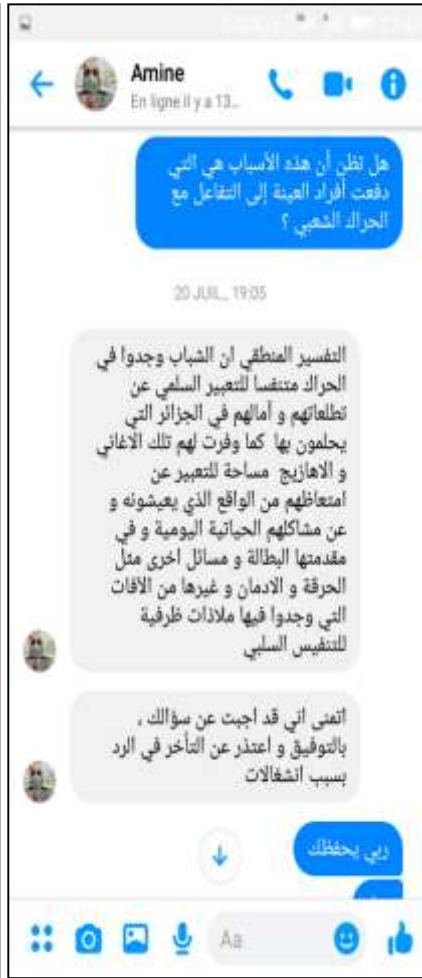 Amine
En ligne il y a 13...
هل تظن أن هذه الأسباب هي التي
دفعت أفراد العينة إلى التفاعل مع
الحراك الشعبي ؟
20 JUIL., 19:05
التفسير المنطقي ان الشباب وجدوا في
الحراك متنفسا للتعبير السلمي عن
تطلعاتهم و آمالهم في الجزائر التي
يحلمون بها كما وفرت لهم تلك الاغاني
و الاهازيج مساحة للتعبير عن
امتعاظهم من الواقع الذي يعيشونه و
عن مشاكلهم الحياتية اليومية و في
مقدمتها البطالة و مسائل اخرى مثل
الحرقة و الادمان و غيرها من الآفات
التي وجدوا فيها ملاذات ظرفية
للتنفيس السلبي
اتمنى اني قد اجبت عن سؤالك ،
بالتوفيق و اعتذر عن التأخر في الرد
بسبب انشغالات
ربي يحفظك
Aa